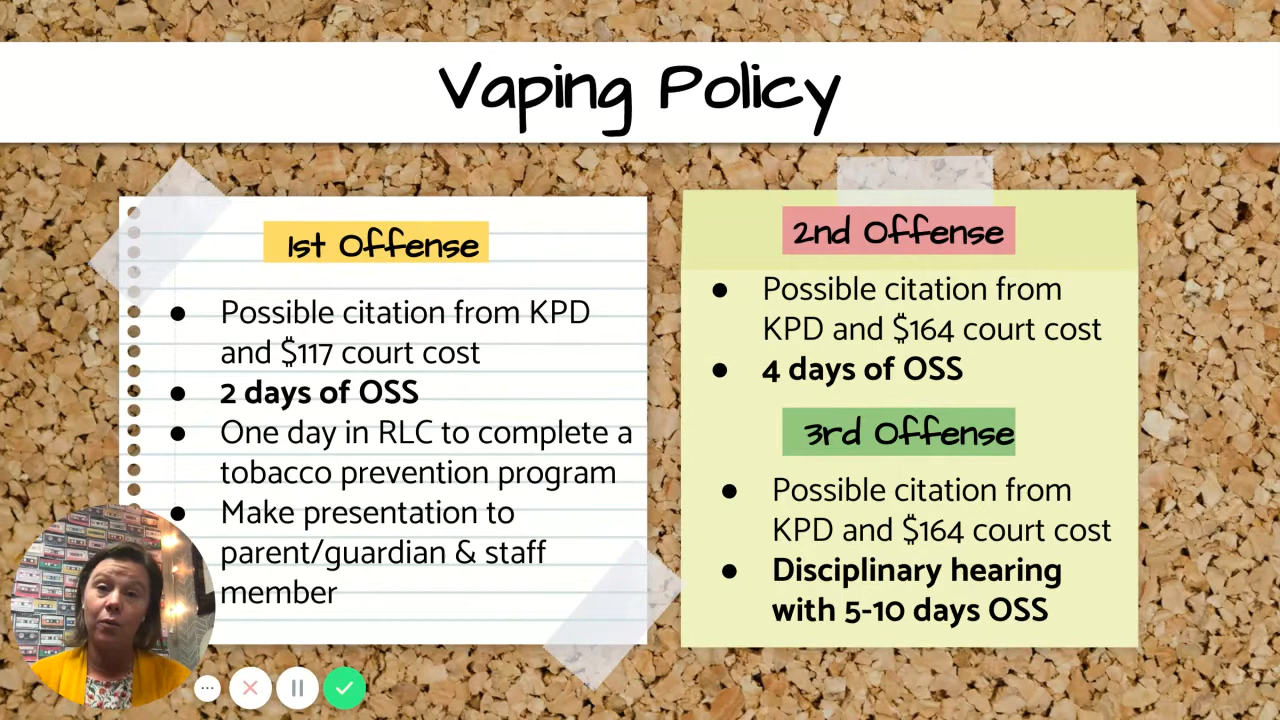 Vaping Policy
1st Offense
● Possible citation from KPD
and $117 court cost
● 2 days of OSS
● One day in RLC to complete a
tobacco prevention program
● Make presentation to
parent/guardian & staff
member
2nd Offense
● Possible citation from
KPD and $164 court cost
● 4 days of OSS
3rd Offense
● Possible citation from
KPD and $164 court cost
● Disciplinary hearing
with 5-10 days OSS